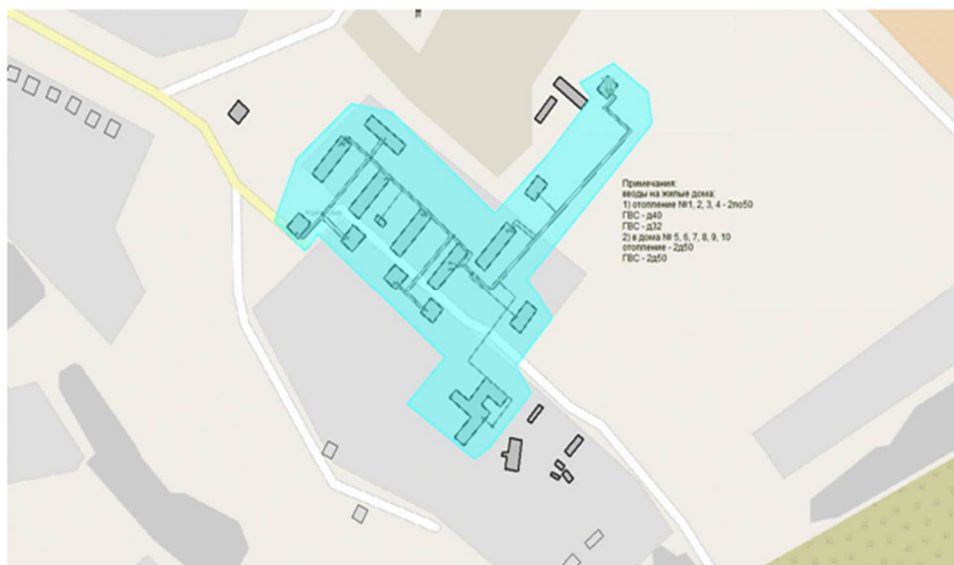 Примечания:
вводы на жилые дома:
1) отопление №1, 2, 3, 4 - 2по50
ГВС - д40
ГВС - д32
2) в дома № 5, 6, 7, 8, 9, 10
отопление - 2д50
ГВС - 2д50